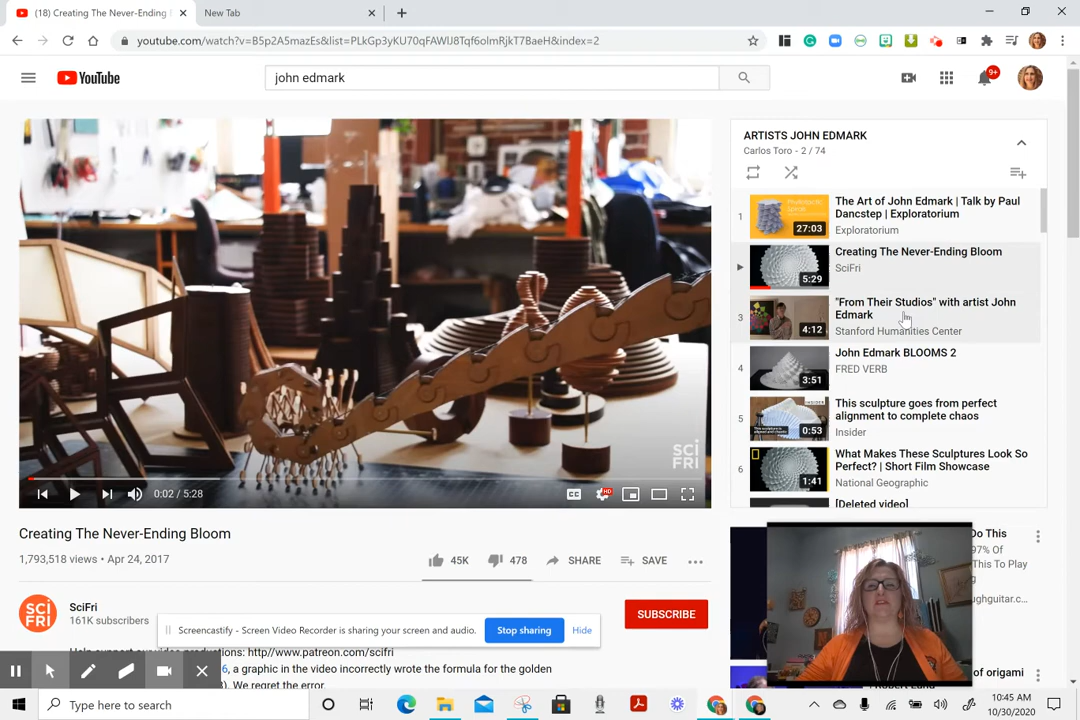 (18) Creating The Never-Ending
New Tab
youtube.com/watch?v=B5p2A5mazEs&list=PLkGp3yKU70qFAWlJ8Tqf6olmRjkT7BaeH&index=2
YouTube
john edmark
9+
ARTISTS JOHN EDMARK
Carlos Toro - 2 / 74
1
The Art of John Edmark | Talk by Paul
Dancstep | Exploratorium
27:03
Exploratorium
Creating The Never-Ending Bloom
SciFri
5:29
3
"From Their Studios" with artist John
Edmark
4:12
Stanford Humanities Center
4
John Edmark BLOOMS 2
FRED VERB
3:51
5
This sculpture goes from perfect
alignment to complete chaos
0:53
Insider
6
What Makes These Sculptures Look So
Perfect? | Short Film Showcase
1:41
National Geographic
[Deleted video]
SCI
FRI
0:02 / 5:28
CC
HD
Creating The Never-Ending Bloom
1,793,518 views • Apr 24, 2017
45K
478
SHARE
SAVE
Do This
97% Of
This To Play
ughguitar.c...
of origami
SCI
FRI
SciFri
161K subscribers
SUBSCRIBE
Screencastify - Screen Video Recorder is sharing your screen and audio.
Stop sharing
Hide
productions: http://www.patreon.com/scifri
, a graphic in the video incorrectly wrote the formula for the golden
We regret the error.
Type here to search
10:45 AM
10/30/2020